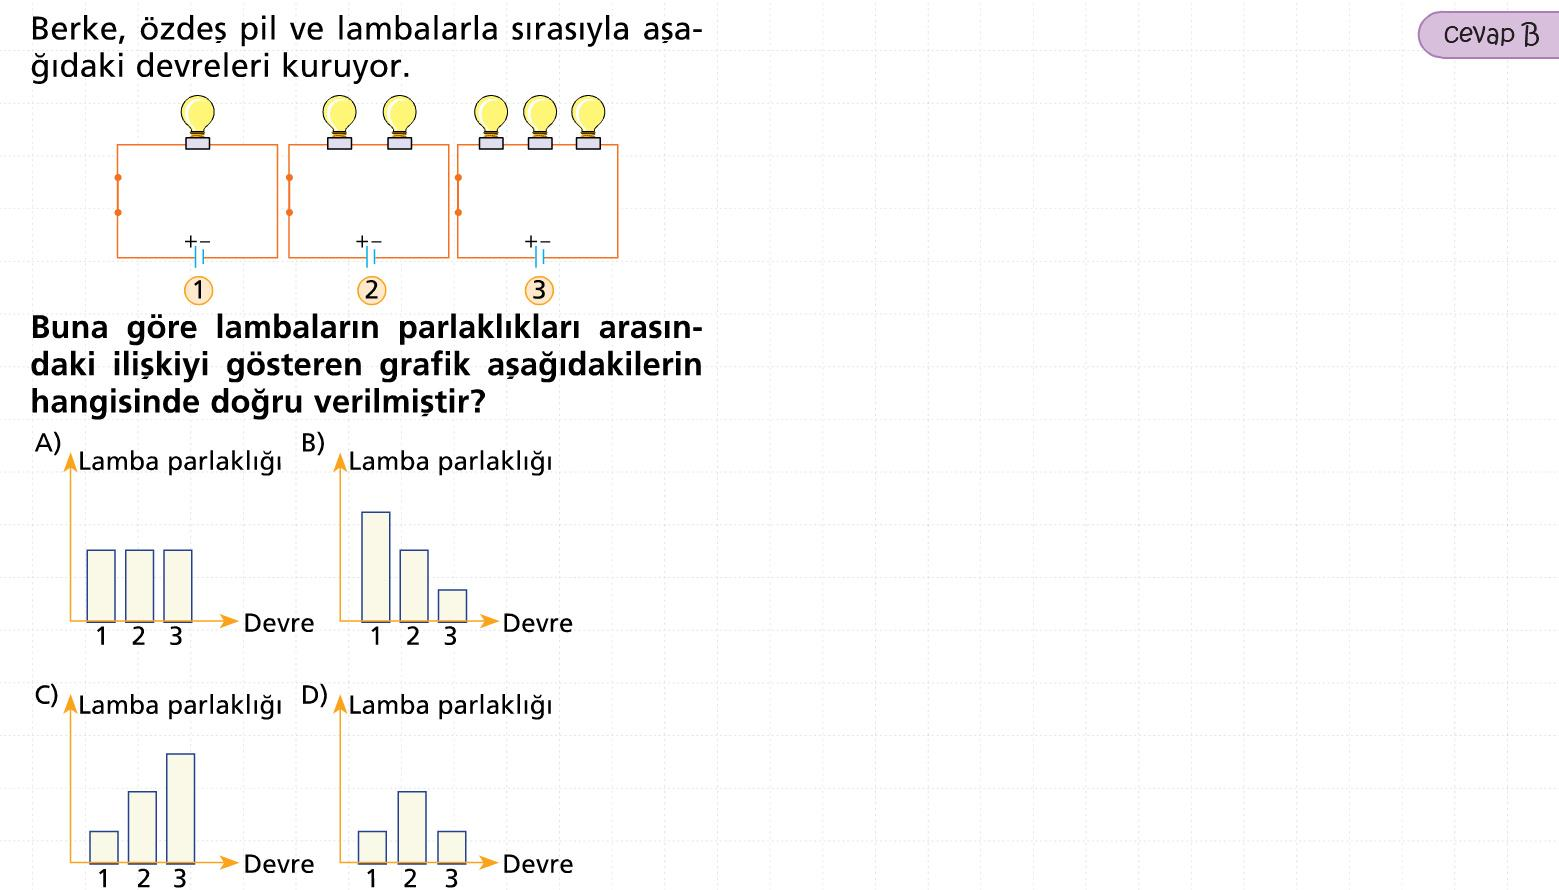 Berke, özdeş pil ve lambalarla sırasıyla aşa-
ğıdaki devreleri kuruyor.
cevap B
+− +− +−
1 2 3
Buna göre lambaların parlaklıkları arasın-
daki ilişkiyi gösteren grafik aşağıdakilerin
hangisinde doğru verilmiştir?
A) Lamba parlaklığı
1 2 3 Devre
B) Lamba parlaklığı
1 2 3 Devre
C) Lamba parlaklığı
1 2 3 Devre
D) Lamba parlaklığı
1 2 3 Devre